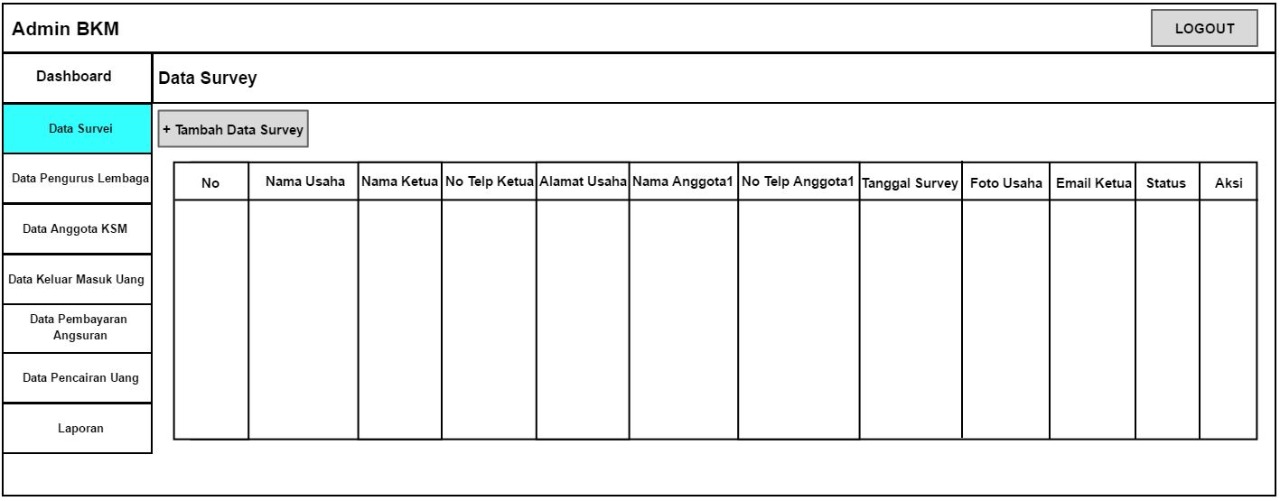 Admin BKM
LOGOUT
Dashboard
Data Survey
Data Survei
+ Tambah Data Survey
Data Pengurus Lembaga
Data Anggota KSM
Data Keluar Masuk Uang
Data Pembayaran
Angsuran
Data Pencairan Uang
Laporan
No Nama Usaha Nama Ketua No Telp Ketua Alamat Usaha Nama Anggota1 No Telp Anggota1 Tanggal Survey Foto Usaha Email Ketua Status Aksi